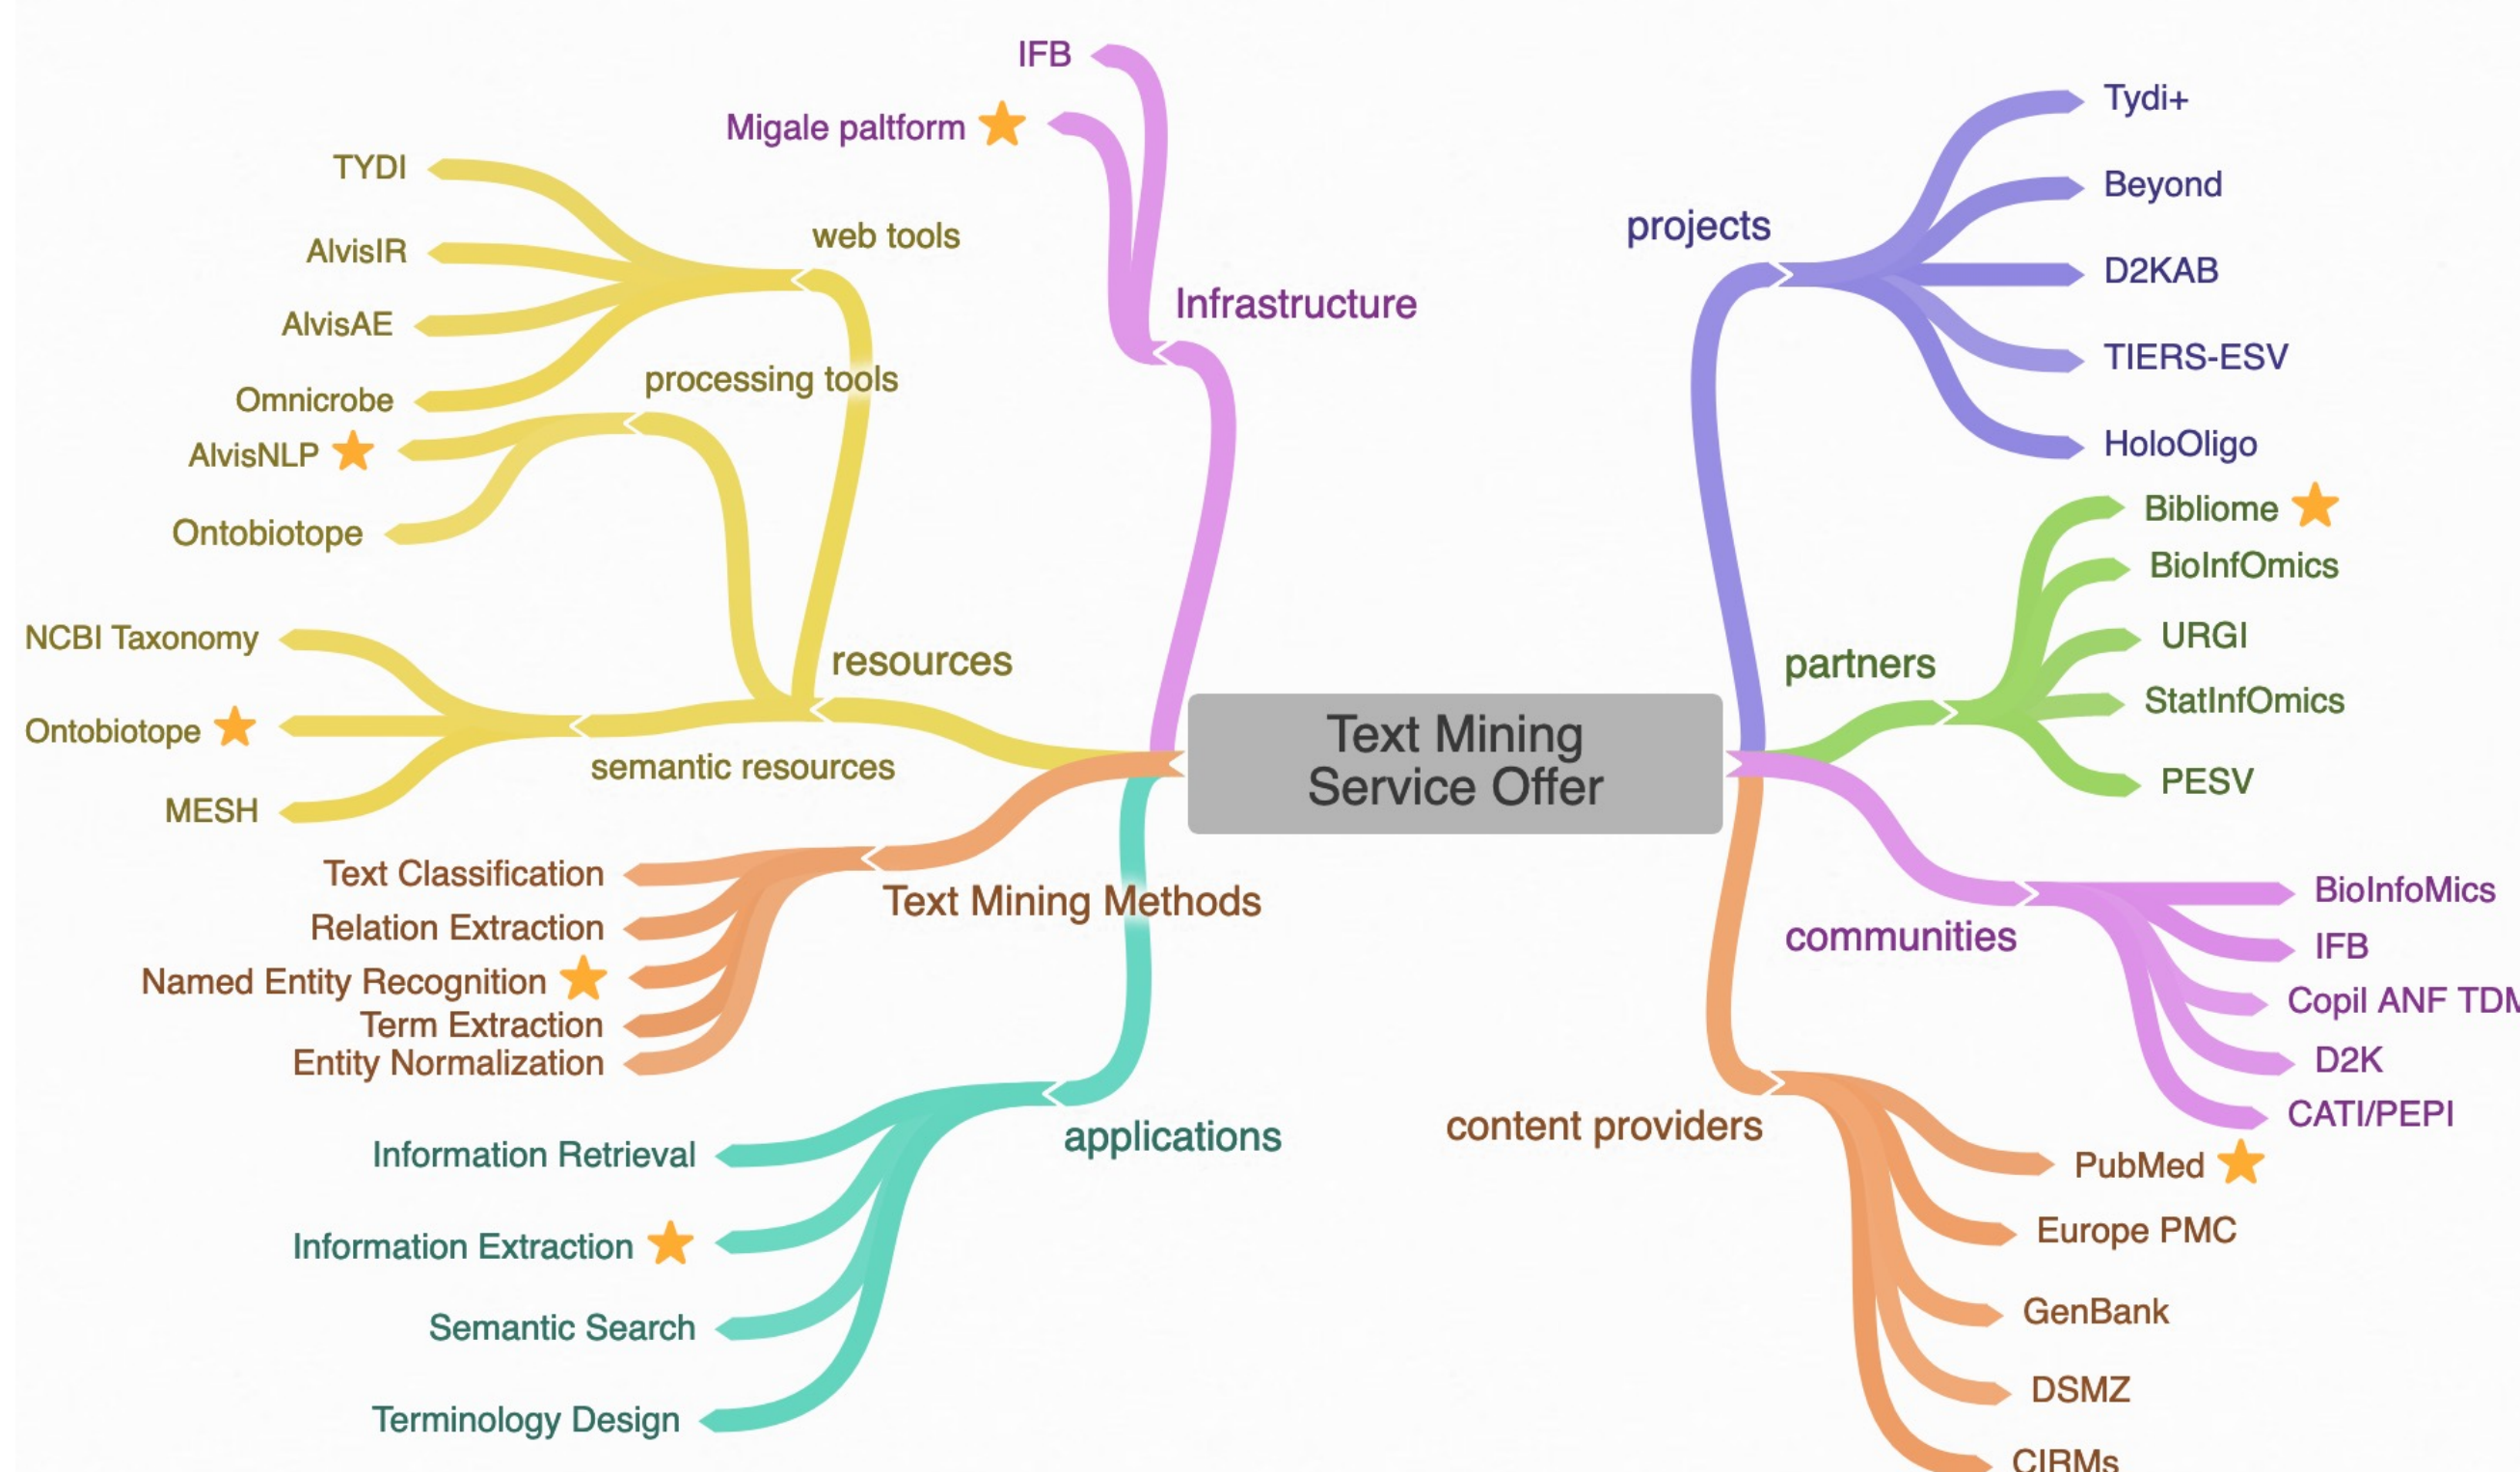 IFB
Migale paltform
Infrastructure
TYDI
AlvisIR
AlvisAE
Omnicrobe
web tools
AlvisNLP
Ontobiotope
processing tools
NCBI Taxonomy
Ontobiotope
MESH
semantic resources
resources
Text Classification
Relation Extraction
Named Entity Recognition
Term Extraction
Entity Normalization
Text Mining Methods
Information Retrieval
Information Extraction
Semantic Search
Terminology Design
applications
Text Mining
Service Offer
projects
Tydi+
Beyond
D2KAB
TIERS-ESV
HoloOligo
partners
Bibliome
BioInfOmics
URGI
StatInfOmics
PESV
communities
BioInfoMics
IFB
Copil ANF TDM
D2K
CATI/PEPI
content providers
PubMed
Europe PMC
GenBank
DSMZ
CIRMs